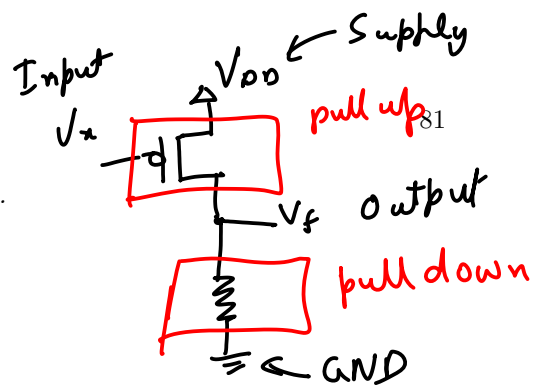 Supply
Input
VDD
Vx
pull up
81
Vf output
pull down
GND